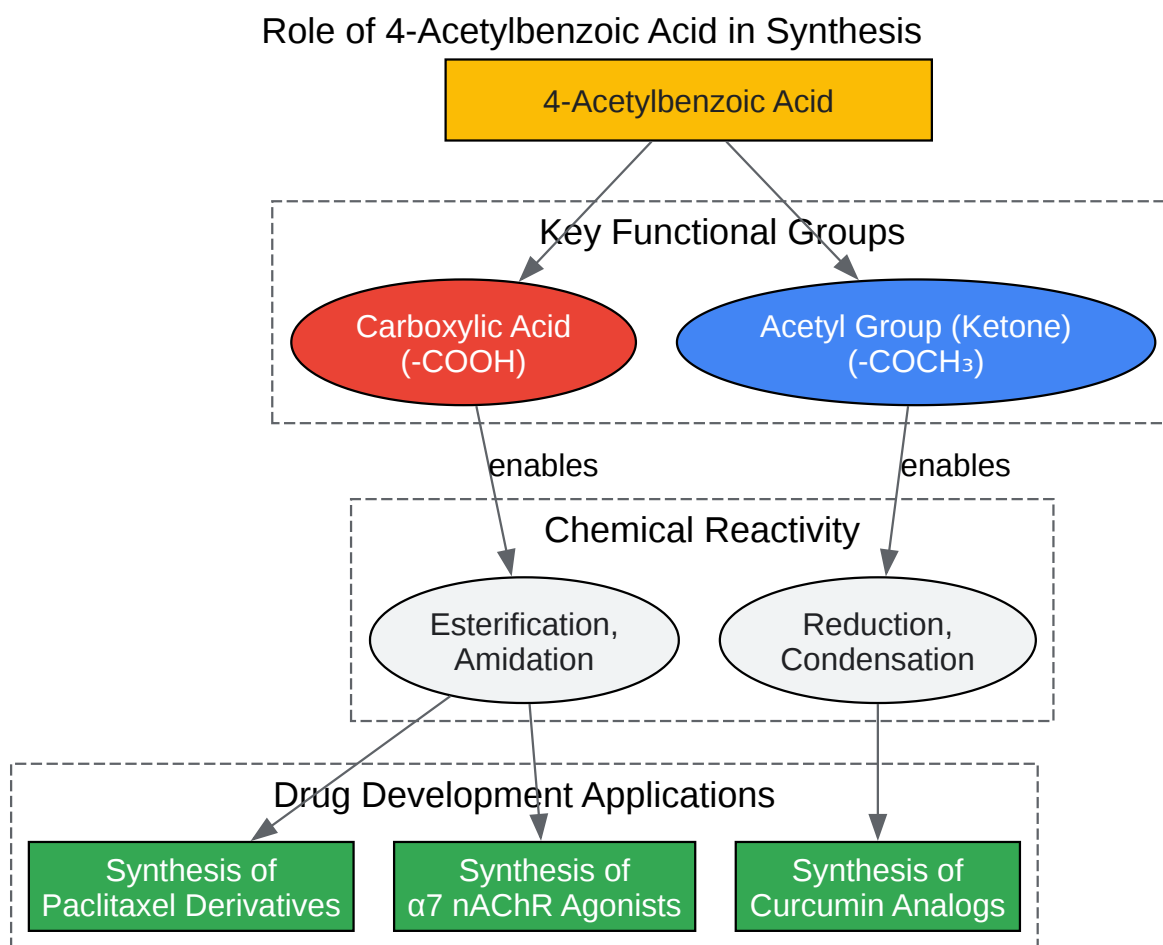 Role of 4-Acetylbenzoic Acid in Synthesis
4-Acetylbenzoic Acid
Key Functional Groups
Carboxylic Acid
(-COOH)
Acetyl Group (Ketone)
(-COCH₃)
enables
enables
Chemical Reactivity
Esterification,
Amidation
Reduction,
Condensation
Drug Development Applications
Synthesis of
Paclitaxel Derivatives
Synthesis of
α7 nAChR Agonists
Synthesis of
Curcumin Analogs